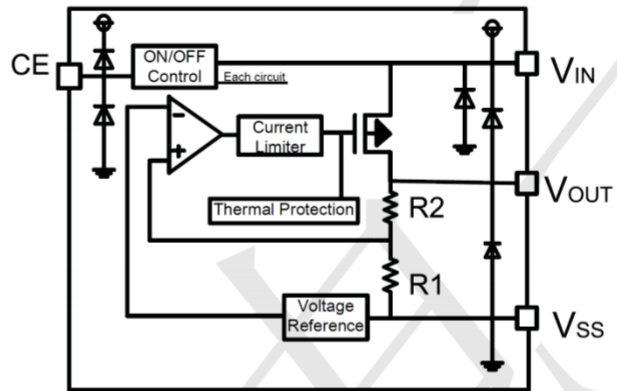 CE
ON/OFF
Control
Each circuit
VIN
-
+
Current
Limiter
VOUT
Thermal Protection
R2
R1
Voltage
Reference
VSS